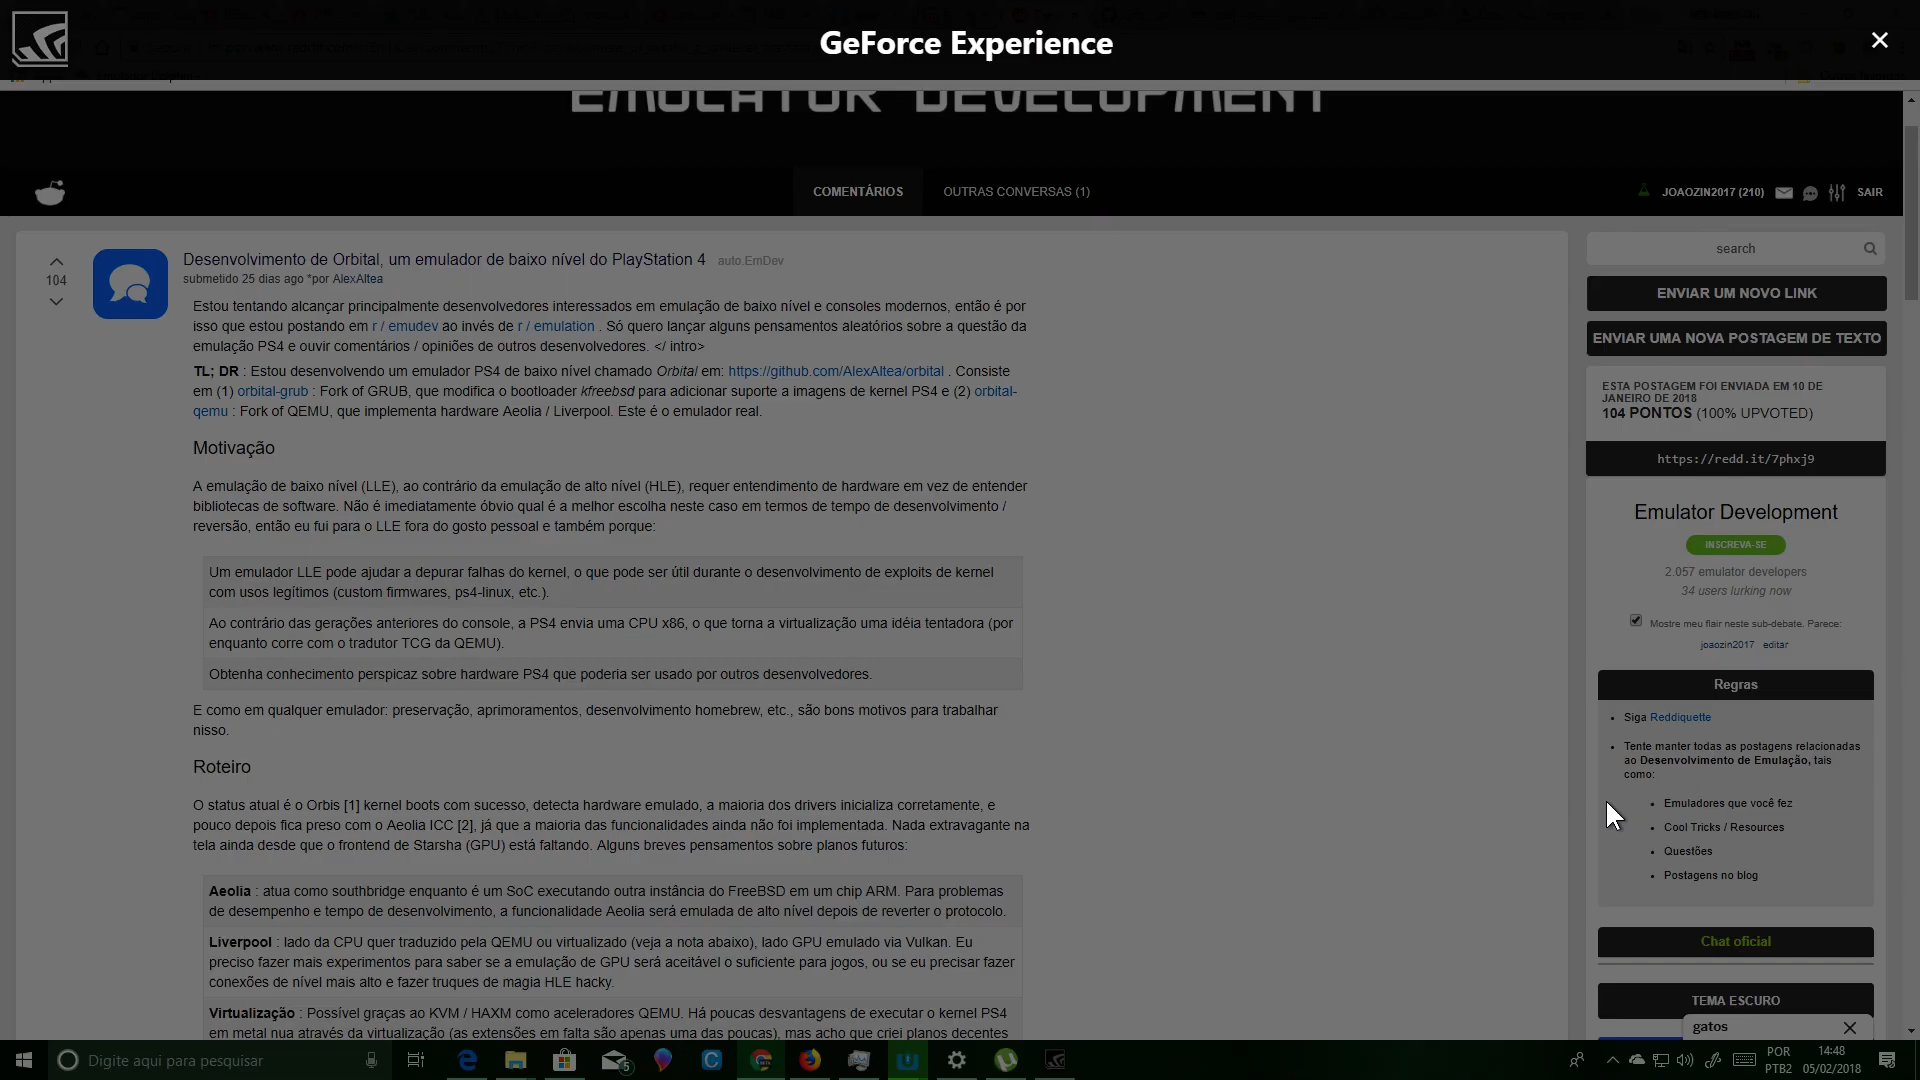 GeForce Experience
EMULATOR DEVELOPMENT
COMENTÁRIOS
OUTRAS CONVERSAS (1)
JOAOZIN2017 (210)
SAIR
104
Desenvolvimento de Orbital, um emulador de baixo nível do PlayStation 4 auto.EmDev
submetido 25 dias ago *por AlexAltea
Estou tentando alcançar principalmente desenvolvedores interessados em emulação de baixo nível e consoles modernos, então é por
isso que estou postando em r / emudev ao invés de r / emulation . Só quero lançar alguns pensamentos aleatórios sobre a questão da
emulação PS4 e ouvir comentários / opiniões de outros desenvolvedores. </ intro>
TL; DR : Estou desenvolvendo um emulador PS4 de baixo nível chamado Orbital em: https://github.com/AlexAltea/orbital . Consiste
em (1) orbital-grub : Fork of GRUB, que modifica o bootloader kfreebsd para adicionar suporte a imagens de kernel PS4 e (2) orbital-
qemu : Fork of QEMU, que implementa hardware Aeolia / Liverpool. Este é o emulador real.
Motivação
A emulação de baixo nível (LLE), ao contrário da emulação de alto nível (HLE), requer entendimento de hardware em vez de entender
bibliotecas de software. Não é imediatamente óbvio qual é a melhor escolha neste caso em termos de tempo de desenvolvimento /
reversão, então eu fui para o LLE fora do gosto pessoal e também porque:
Um emulador LLE pode ajudar a depurar falhas do kernel, o que pode ser útil durante o desenvolvimento de exploits de kernel
com usos legítimos (custom firmwares, ps4-linux, etc.).
Ao contrário das gerações anteriores do console, a PS4 envia uma CPU x86, o que torna a virtualização uma idéia tentadora (por
enquanto corre com o tradutor TCG da QEMU).
Obtenha conhecimento perspicaz sobre hardware PS4 que poderia ser usado por outros desenvolvedores.
E como em qualquer emulador: preservação, aprimoramentos, desenvolvimento homebrew, etc., são bons motivos para trabalhar
nisso.
Roteiro
O status atual é o Orbis [1] kernel boots com sucesso, detecta hardware emulado, a maioria dos drivers inicializa corretamente, e
pouco depois fica preso com o Aeolia ICC [2], já que a maioria das funcionalidades ainda não foi implementada. Nada extravagante na
tela ainda desde que o frontend de Starsha (GPU) está faltando. Alguns breves pensamentos sobre planos futuros:
Aeolia : atua como southbridge enquanto é um SoC executando outra instância do FreeBSD em um chip ARM. Para problemas
de desempenho e tempo de desenvolvimento, a funcionalidade Aeolia será emulada de alto nível depois de reverter o protocolo.
Liverpool : lado da CPU quer traduzido pela QEMU ou virtualizado (veja a nota abaixo), lado GPU emulado via Vulkan. Eu
preciso fazer mais experimentos para saber se a emulação de GPU será aceitável o suficiente para jogos, ou se eu precisar fazer
conexões de nível mais alto e fazer truques de magia HLE hacky.
Virtualização : Possível graças ao KVM / HAXM como aceleradores QEMU. Há poucas desvantagens de executar o kernel PS4
em metal nua através da virtualização (as extensões em falta são apenas uma das poucas), mas acho que criei planos decentes
search
ENVIAR UM NOVO LINK
ENVIAR UMA NOVA POSTAGEM DE TEXTO
ESTA POSTAGEM FOI ENVIADA EM 10 DE
JANEIRO DE 2018
104 PONTOS (100% UPVOTED)
https://redd.it/7phxj9
Emulator Development
INSCREVA-SE
2.057 emulator developers
34 users lurking now
Mostre meu flair neste sub-debate. Parece:
joaozin2017 editar
Regras
Siga Reddiquette
Tente manter todas as postagens relacionadas
ao Desenvolvimento de Emulação, tais
como:
Emuladores que você fez
Cool Tricks / Resources
Questões
Postagens no blog
Chat oficial
TEMA ESCURO
gatos
Digite aqui para pesquisar
5
POR
PTB2
14:48
05/02/2018